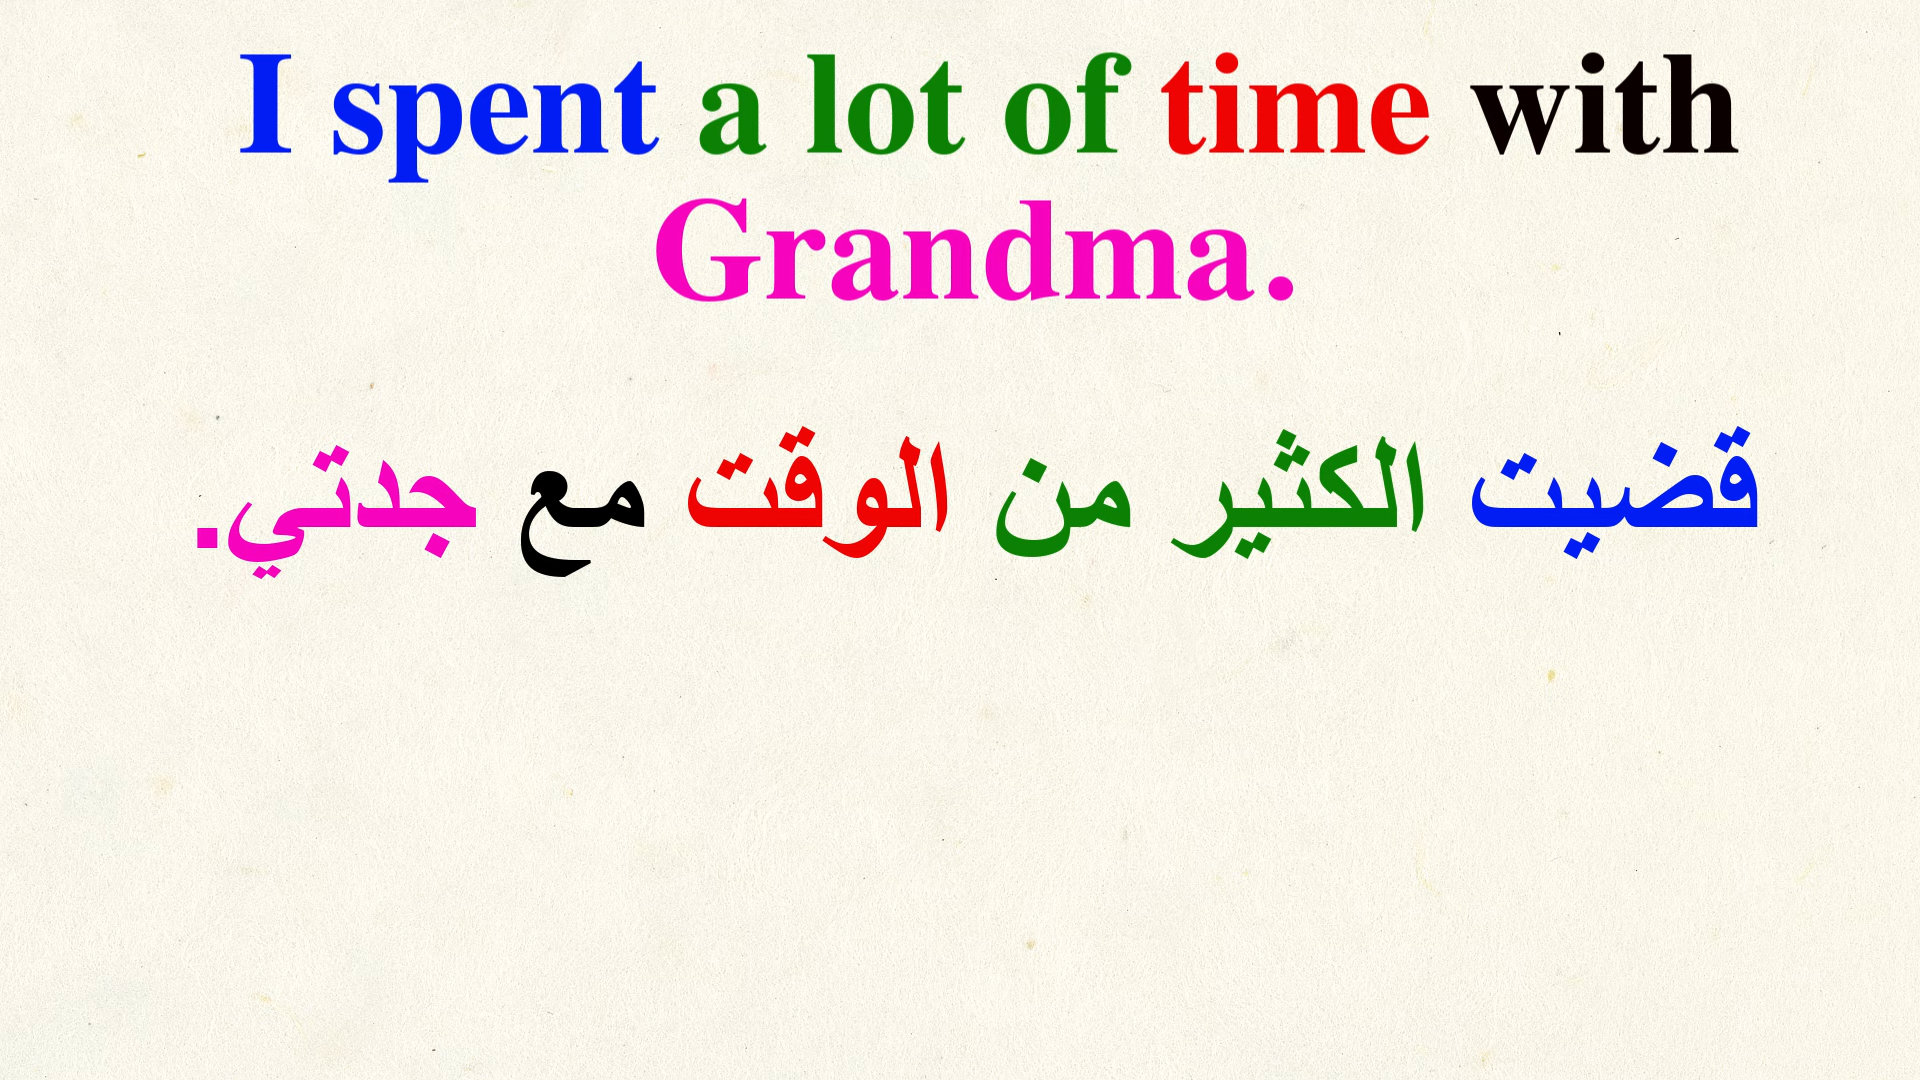 I spent a lot of time with
Grandma.
قضيت الكثير من الوقت مع جدتي.